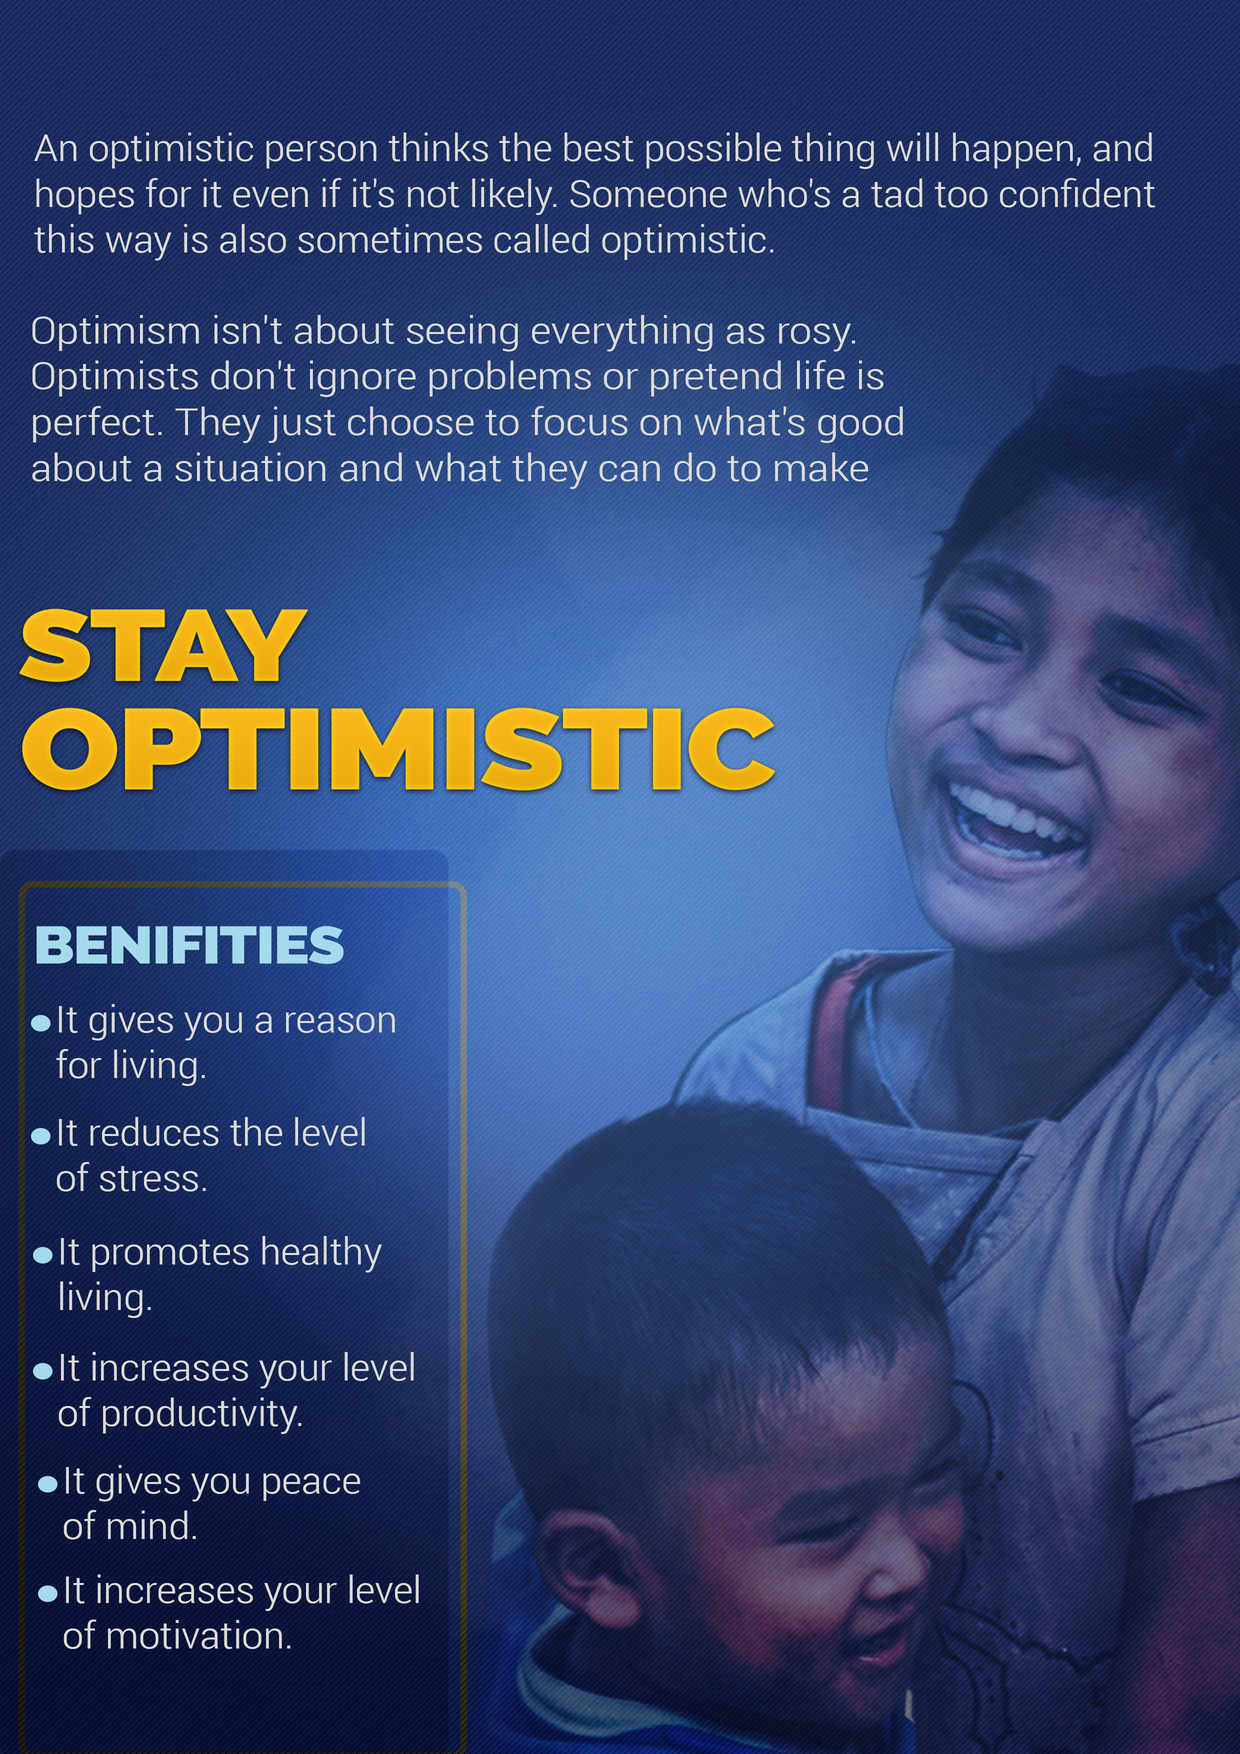 An optimistic person thinks the best possible thing will happen, and
hopes for it even if it's not likely. Someone who's a tad too confident
this way is also sometimes called optimistic.
Optimism isn't about seeing everything as rosy.
Optimists don't ignore problems or pretend life is
perfect. They just choose to focus on what's good
about a situation and what they can do to make
STAY
OPTIMISTIC
BENIFITIES
•It gives you a reason
for living.
•It reduces the level
of stress.
•It promotes healthy
living.
•It increases your level
of productivity.
•It gives you peace
of mind.
•It increases your level
of motivation.